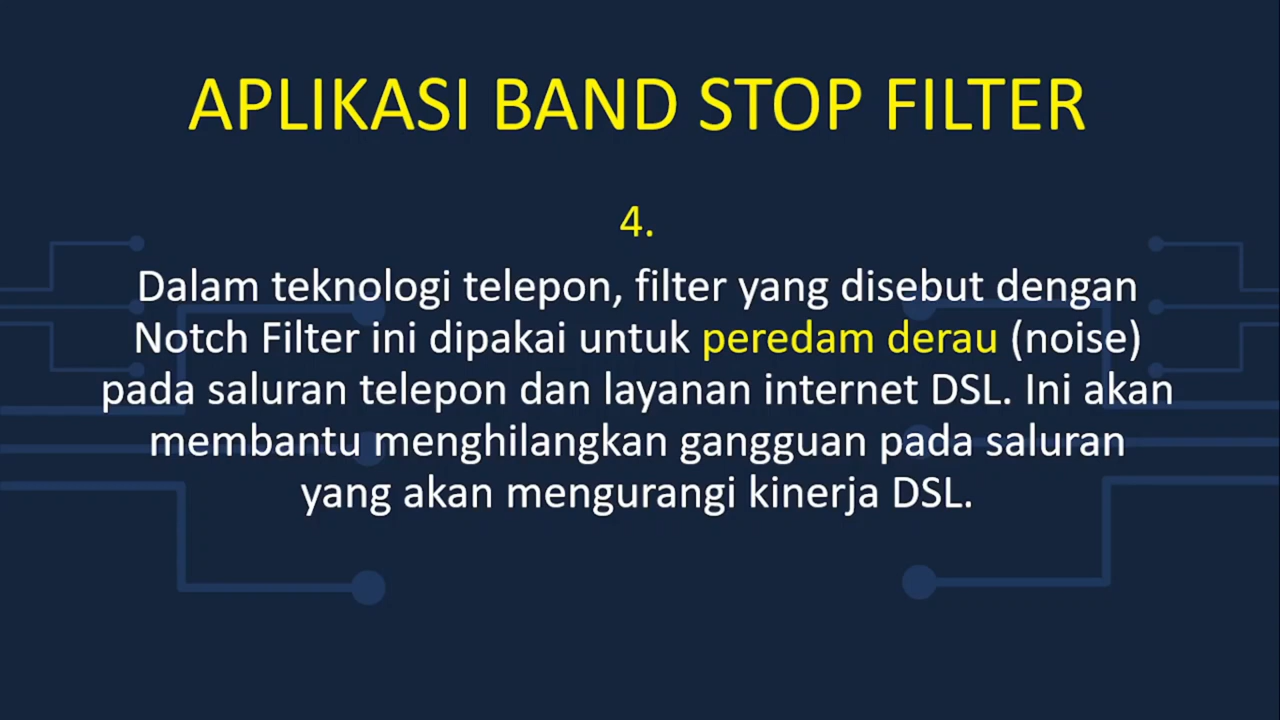 APLIKASI BAND STOP FILTER
4.
Dalam teknologi telepon, filter yang disebut dengan
Notch Filter ini dipakai untuk peredam derau (noise)
pada saluran telepon dan layanan internet DSL. Ini akan
membantu menghilangkan gangguan pada saluran
yang akan mengurangi kinerja DSL.